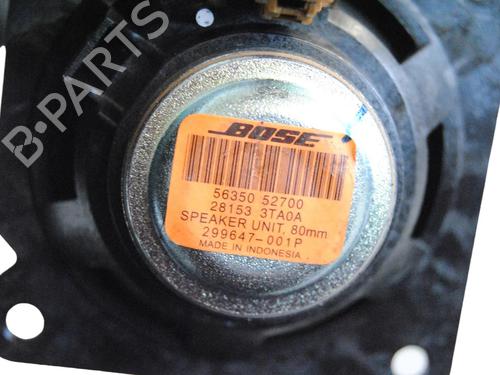 B-PARTS
BOSE
56350 52700
28153 3TA0A
SPEAKER UNIT, 80mm
299647-001P
MADE IN INDONESIA